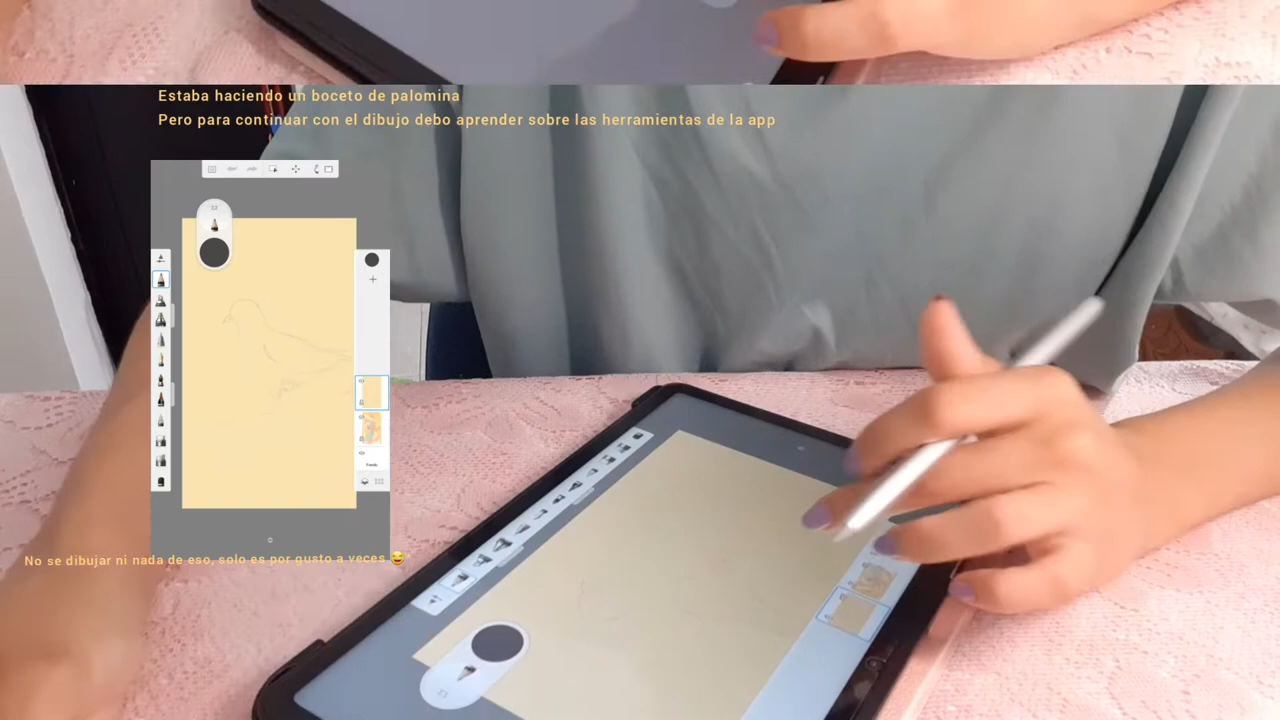 Estaba haciendo un boceto de palomina
Pero para continuar con el dibujo debo aprender sobre las herramientas de la app
Fondo
No se dibujar ni nada de eso, solo es por gusto a veces 😅